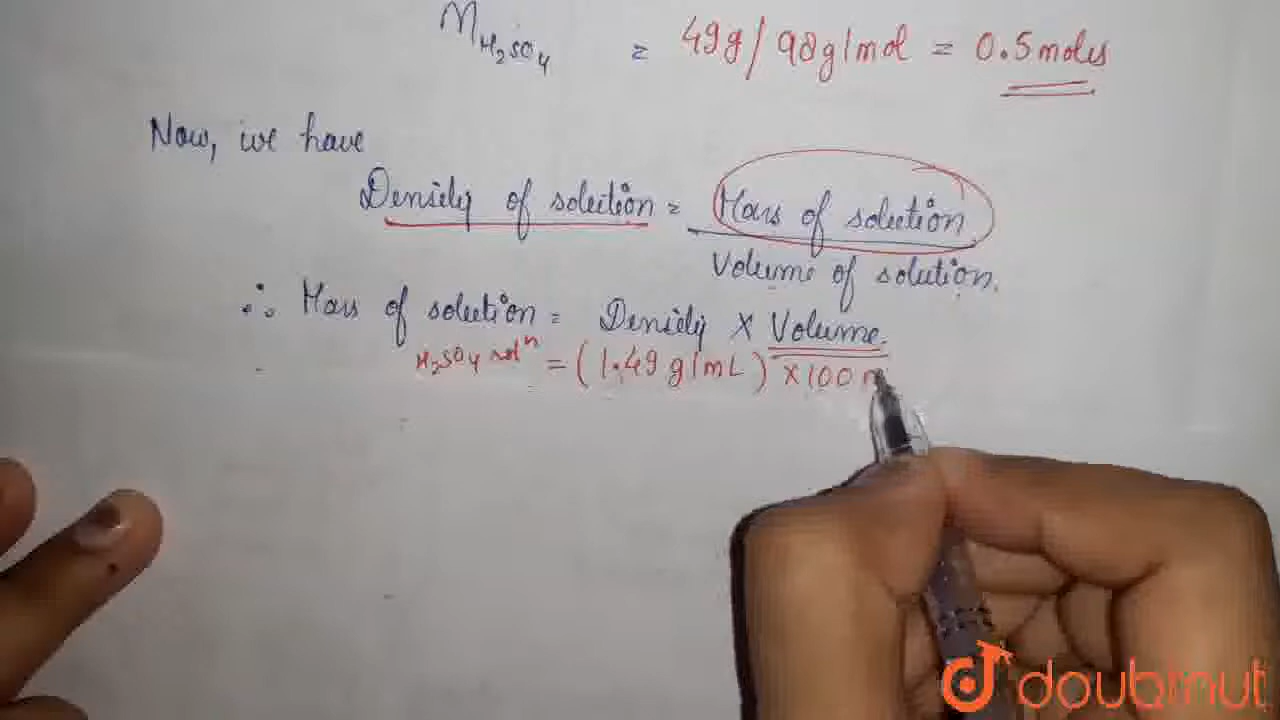 n H₂SO₄ = 49g/98g/mol = 0.5 moles
Now, we have
Density of solution = Mass of solution
Volume of solution.
∴ Mass of solution = Density × Volume.
H₂SO₄ solⁿ = (1.49 g/mL) × 100 m
doubtnut